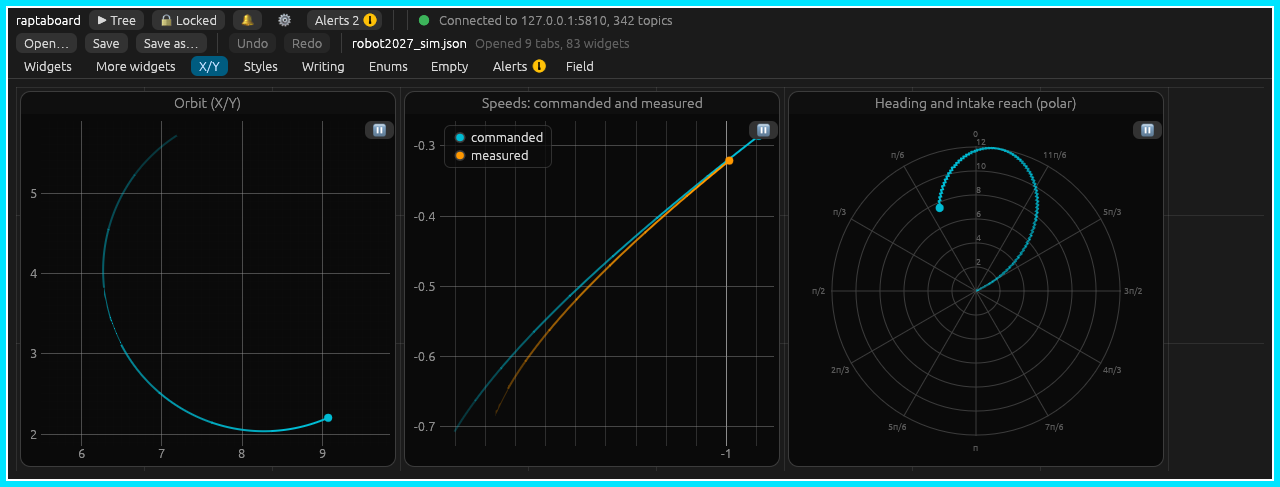 raptaboard ▶ Tree 🔒 Locked 🔔 ⚙ Alerts 2 Connected to 127.0.0.1:5810, 342 topics
Open… Save Save as… Undo Redo robot2027_sim.json Opened 9 tabs, 83 widgets
Widgets More widgets X/Y Styles Writing Enums Empty Alerts Field
Orbit (X/Y)
5
4
3
2
6 7 8 9
Speeds: commanded and measured
commanded
measured
-0.3
-0.4
-0.5
-0.6
-0.7
-1
Heading and intake reach (polar)
0
12
10
8
6
4
2
π/6 11π/6
π/3 5π/3
π/2 3π/2
2π/3 4π/3
5π/6 7π/6
π